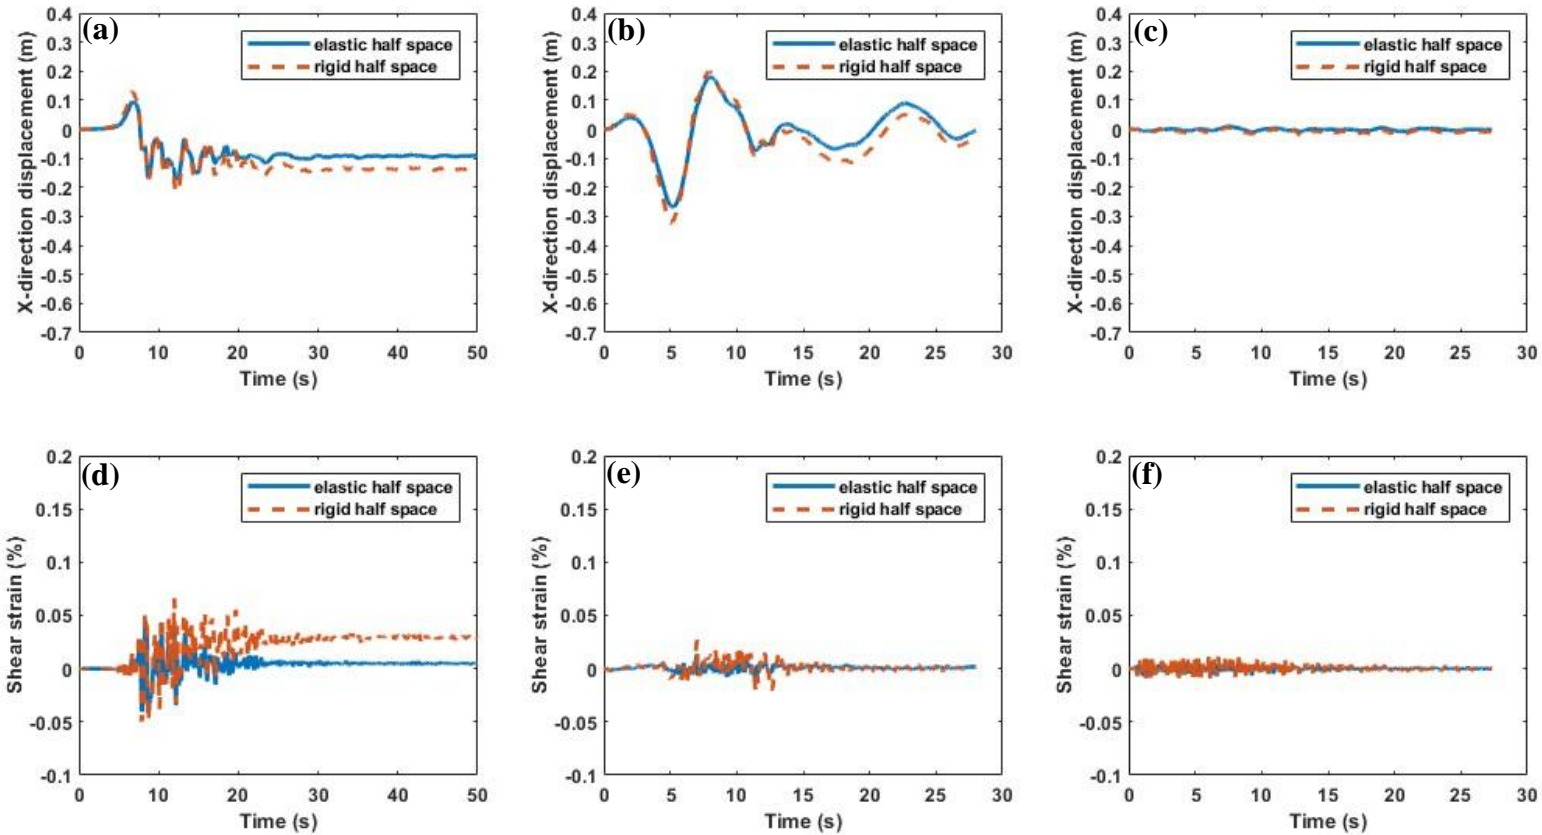 (a)
elastic half space
rigid half space
X-direction displacement (m)
0.4
0.3
0.2
0.1
0
-0.1
-0.2
-0.3
-0.4
-0.5
-0.6
-0.7
0 10 20 30 40 50
Time (s)
(b)
elastic half space
rigid half space
X-direction displacement (m)
0.4
0.3
0.2
0.1
0
-0.1
-0.2
-0.3
-0.4
-0.5
-0.6
-0.7
0 5 10 15 20 25 30
Time (s)
(c)
elastic half space
rigid half space
X-direction displacement (m)
0.4
0.3
0.2
0.1
0
-0.1
-0.2
-0.3
-0.4
-0.5
-0.6
-0.7
0 5 10 15 20 25 30
Time (s)
(d)
elastic half space
rigid half space
Shear strain (%)
0.2
0.15
0.1
0.05
0
-0.05
-0.1
0 10 20 30 40 50
Time (s)
(e)
elastic half space
rigid half space
Shear strain (%)
0.2
0.15
0.1
0.05
0
-0.05
-0.1
0 5 10 15 20 25 30
Time (s)
(f)
elastic half space
rigid half space
Shear strain (%)
0.2
0.15
0.1
0.05
0
-0.05
-0.1
0 5 10 15 20 25 30
Time (s)